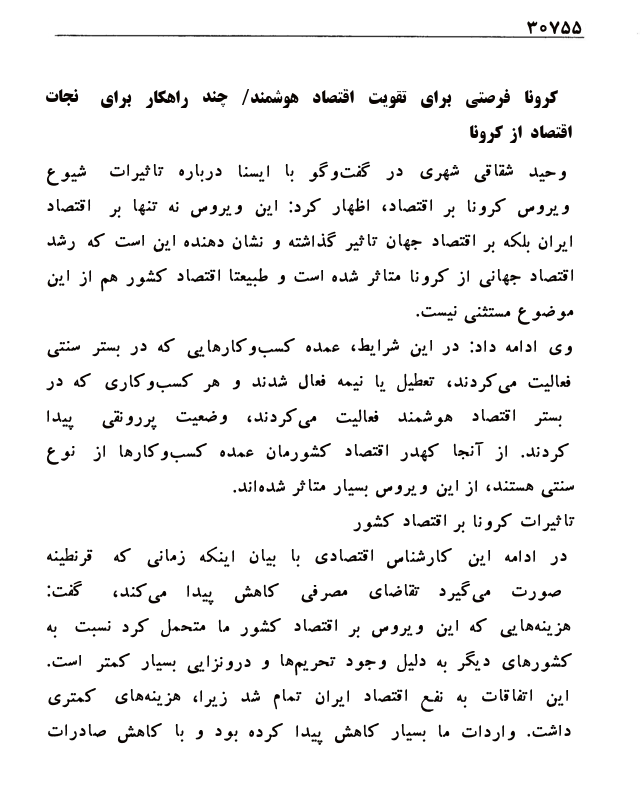 ۳۰۷۵۵
کرونا فرصتی برای تقویت اقتصاد هوشمند/ چند راهکار برای نجات
اقتصاد از کرونا
وحید شقاقی شهری در گفت‌وگو با ایسنا درباره تاثیرات شیوع
ویروس کرونا بر اقتصاد، اظهار کرد: این ویروس نه تنها بر اقتصاد
ایران بلکه بر اقتصاد جهان تاثیر گذاشته و نشان دهنده این است که رشد
اقتصاد جهانی از کرونا متاثر شده است و طبیعتا اقتصاد کشور هم از این
موضوع مستثنی نیست.
وی ادامه داد: در این شرایط، عمده کسب‌وکارهایی که در بستر سنتی
فعالیت می‌کردند، تعطیل یا نیمه فعال شدند و هر کسب‌وکاری که در
بستر اقتصاد هوشمند فعالیت می‌کردند، وضعیت پررونقی پیدا
کردند. از آنجا کهدر اقتصاد کشورمان عمده کسب‌وکارها از نوع
سنتی هستند، از این ویروس بسیار متاثر شده‌اند.
تاثیرات کرونا بر اقتصاد کشور
در ادامه این کارشناس اقتصادی با بیان اینکه زمانی که قرنطینه
صورت می‌گیرد تقاضای مصرفی کاهش پیدا می‌کند، گفت:
هزینه‌هایی که این ویروس بر اقتصاد کشور ما متحمل کرد نسبت به
کشورهای دیگر به دلیل وجود تحریم‌ها و درونزایی بسیار کمتر است.
این اتفاقات به نفع اقتصاد ایران تمام شد زیرا، هزینه‌های کمتری
داشت. واردات ما بسیار کاهش پیدا کرده بود و با کاهش صادرات